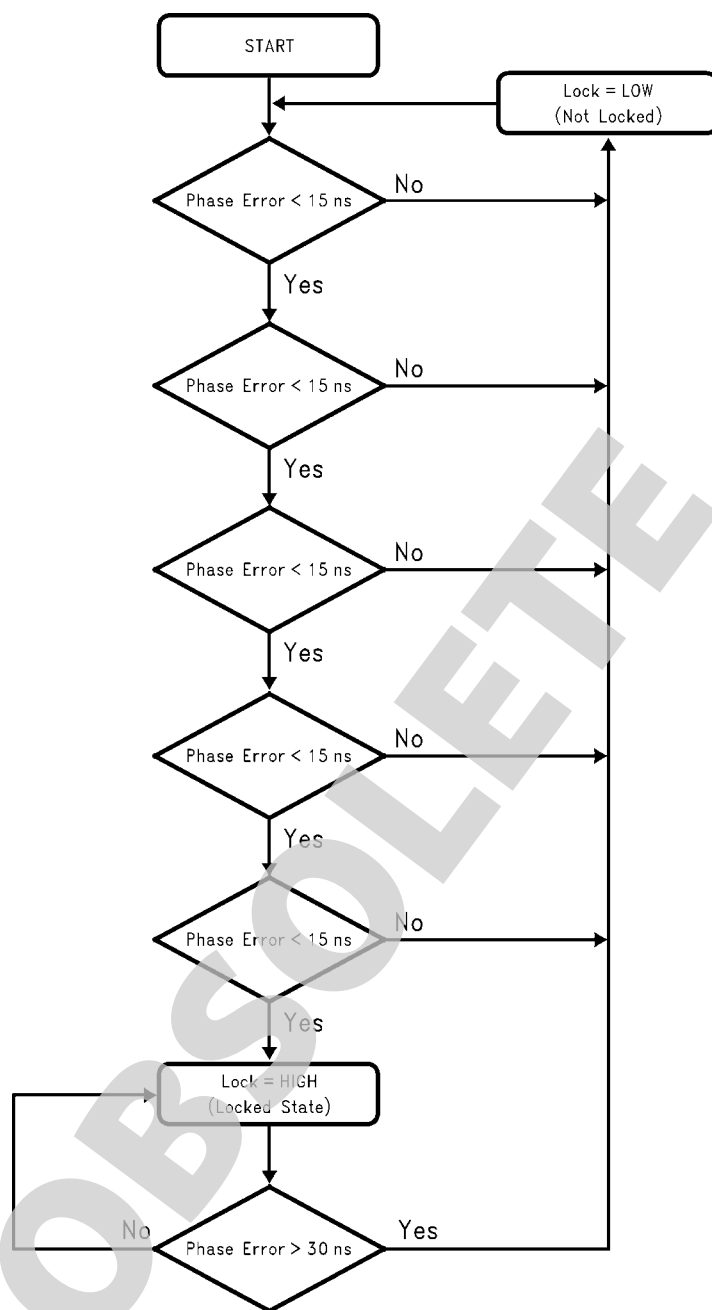 START
Lock = LOW
(Not Locked)
Phase Error < 15 ns
No
Yes
Phase Error < 15 ns
No
Yes
Phase Error < 15 ns
No
Yes
Phase Error < 15 ns
No
Yes
Phase Error < 15 ns
No
Yes
Lock = HIGH
(Locked State)
No
Phase Error > 30 ns
Yes
OBSOLETE